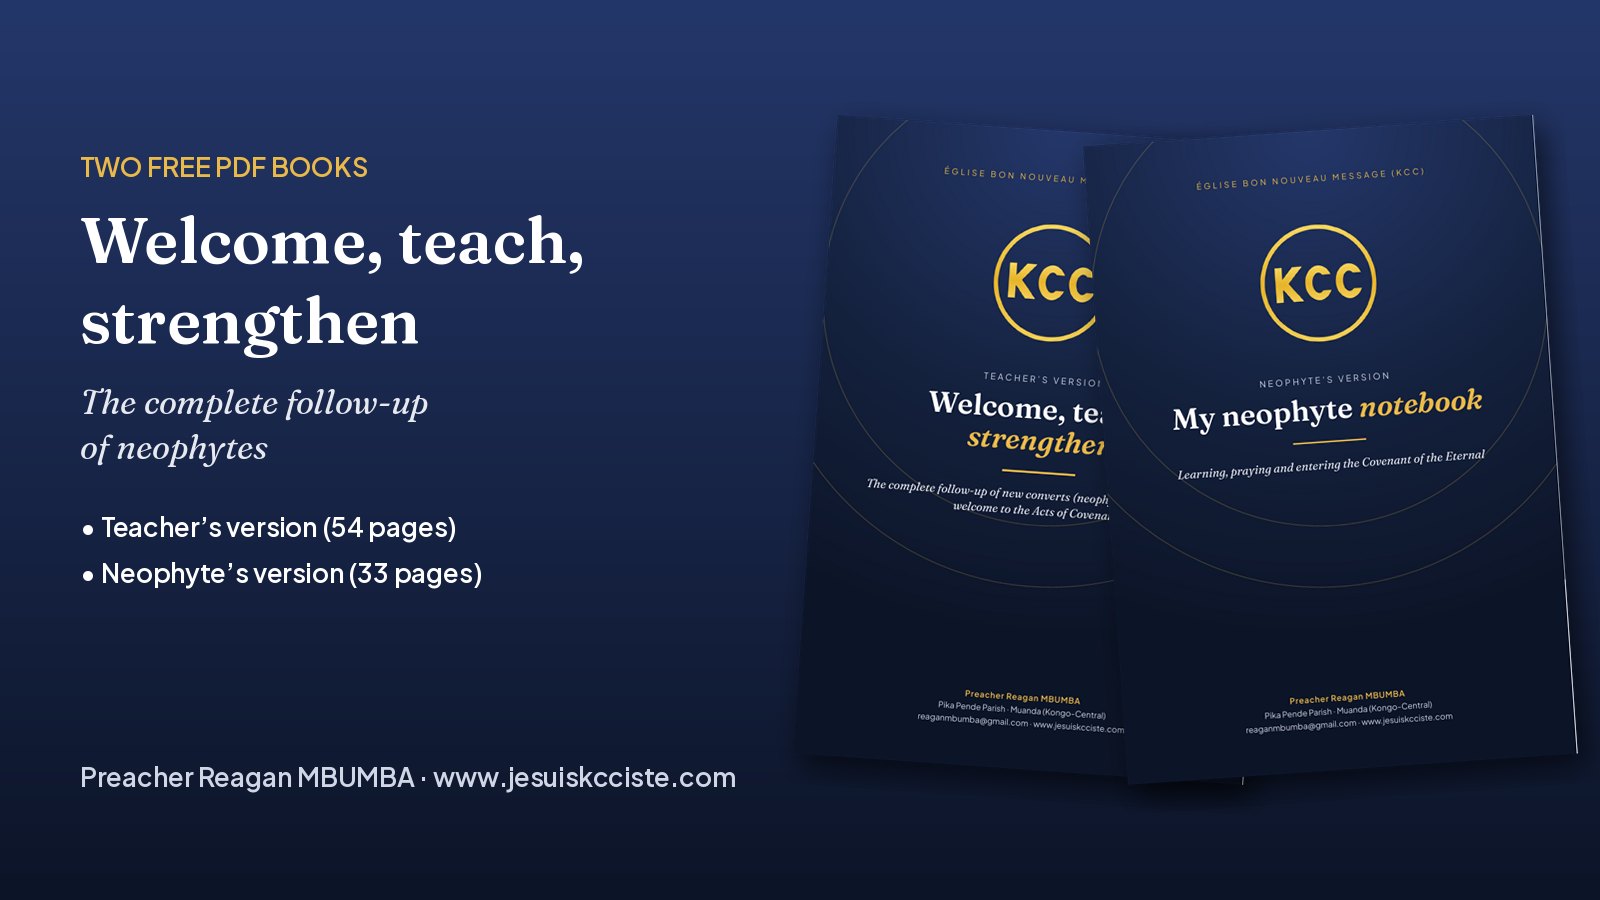 TWO FREE PDF BOOKS
Welcome, teach,
strengthen
The complete follow-up
of neophytes
• Teacher’s version (54 pages)
• Neophyte’s version (33 pages)
Preacher Reagan MBUMBA · www.jesuiskcciste.com
ÉGLISE BON NOUVEAU
KCC
TEACHER’S
Welcome,
The complete follow-up of new converts
welcome to the Acts of
Preacher Reagan MBUMBA
Pika Pende Parish · Muanda (Kongo-Central)
reaganmbumba@gmail.com · www.jesuiskcciste.com
ÉGLISE BON NOUVEAU MESSAGE (KCC)
KCC
NEOPHYTE’S VERSION
My neophyte notebook
Learning, praying and entering the Covenant of the Eternal
Preacher Reagan MBUMBA
Pika Pende Parish · Muanda (Kongo-Central)
reaganmbumba@gmail.com · www.jesuiskcciste.com